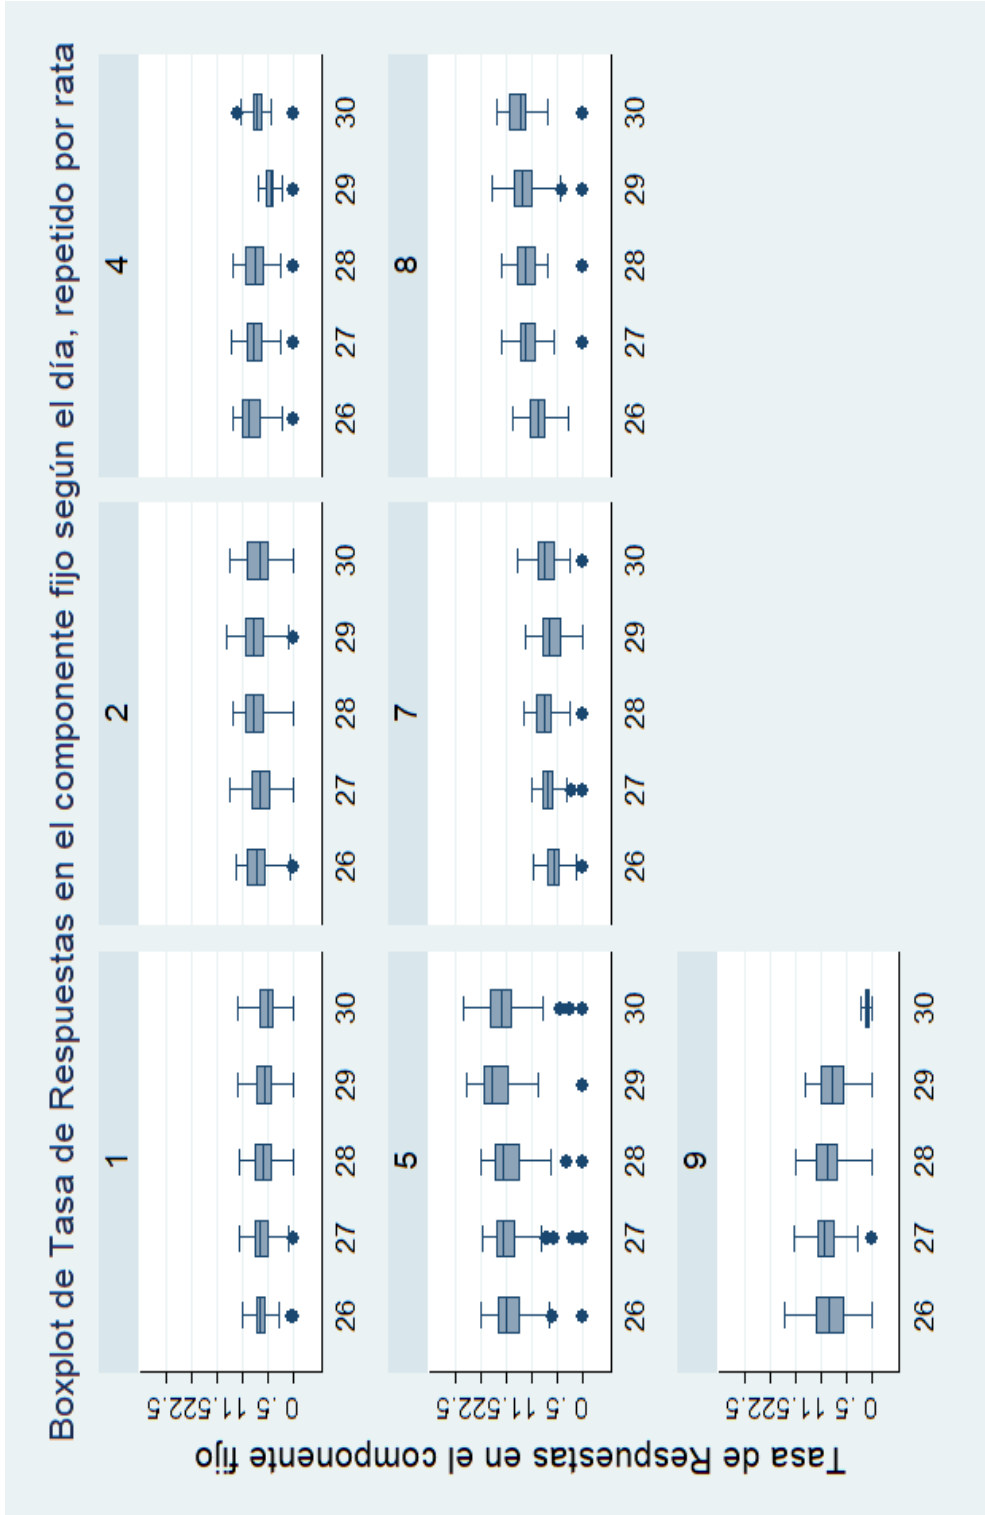 Boxplot de Tasa de Respuestas en el componente fijo según el día, repetido por rata
Tasa de Respuestas en el componente fijo
1
2
4
0 .5 1 1.5 2 2.5
26 27 28 29 30
26 27 28 29 30
26 27 28 29 30
5
7
8
0 .5 1 1.5 2 2.5
26 27 28 29 30
26 27 28 29 30
26 27 28 29 30
9
0 .5 1 1.5 2 2.5
26 27 28 29 30